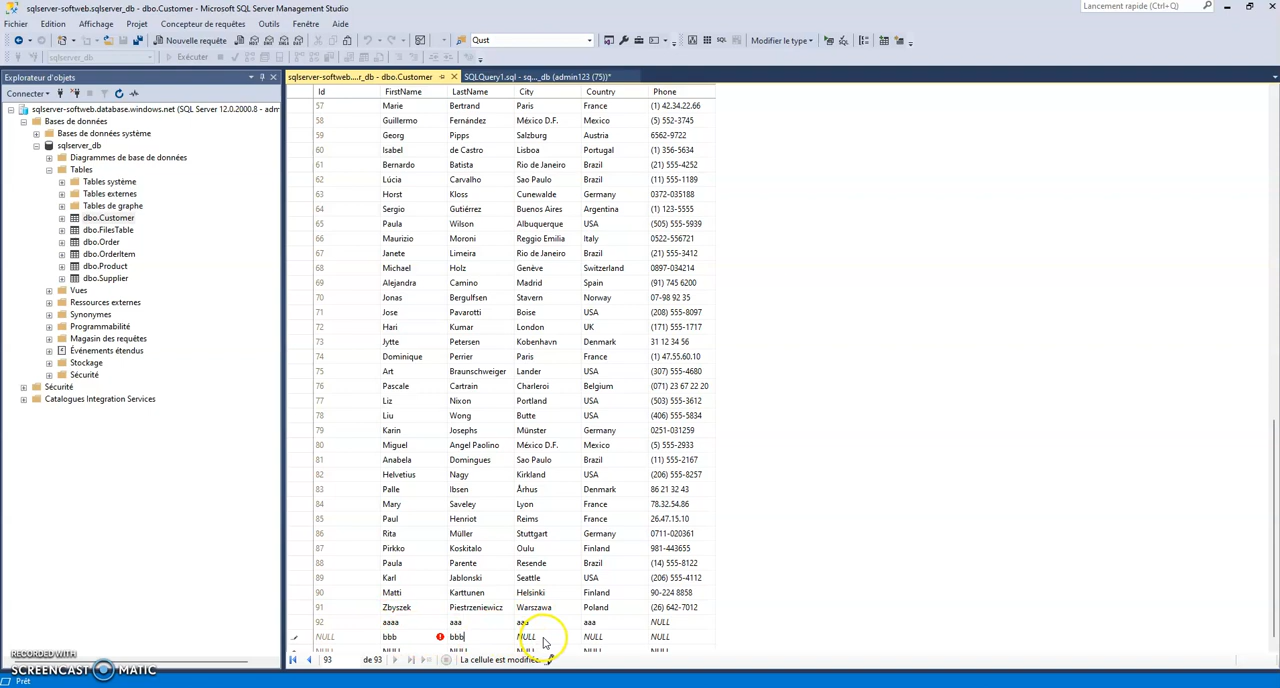 sqlserver-softweb.sqlserver_db - dbo.Customer - Microsoft SQL Server Management Studio
Lancement rapide (Ctrl+Q)
Fichier Edition Affichage Projet Concepteur de requêtes Outils Fenêtre Aide
Nouvelle requête Qust Modifier le type
sqlserver_db Exécuter
Explorateur d'objets
sqlserver-softweb....r_db - dbo.Customer SQLQuery1.sql - sq..._db (admin123 (75))*
Connecter
sqlserver-softweb.database.windows.net (SQL Server 12.0.2000.8 - adm
Bases de données
Bases de données système
sqlserver_db
Diagrammes de base de données
Tables
Tables système
Tables externes
Tables de graphe
dbo.Customer
dbo.FilesTable
dbo.Order
dbo.OrderItem
dbo.Product
dbo.Supplier
Vues
Ressources externes
Synonymes
Programmabilité
Magasin des requêtes
Événements étendus
Stockage
Sécurité
Sécurité
Catalogues Integration Services
Id FirstName LastName City Country Phone
57 Marie Bertrand Paris France (1) 42.34.22.66
58 Guillermo Fernández México D.F. Mexico (5) 552-3745
59 Georg Pipps Salzburg Austria 6562-9722
60 Isabel de Castro Lisboa Portugal (1) 356-5634
61 Bernardo Batista Rio de Janeiro Brazil (21) 555-4252
62 Lúcia Carvalho Sao Paulo Brazil (11) 555-1189
63 Horst Kloss Cunewalde Germany 0372-035188
64 Sergio Gutiérrez Buenos Aires Argentina (1) 123-5555
65 Paula Wilson Albuquerque USA (505) 555-5939
66 Maurizio Moroni Reggio Emilia Italy 0522-556721
67 Janete Limeira Rio de Janeiro Brazil (21) 555-3412
68 Michael Holz Genève Switzerland 0897-034214
69 Alejandra Camino Madrid Spain (91) 745 6200
70 Jonas Bergulfsen Stavern Norway 07-98 92 35
71 Jose Pavarotti Boise USA (208) 555-8097
72 Hari Kumar London UK (171) 555-1717
73 Jytte Petersen Kobenhavn Denmark 31 12 34 56
74 Dominique Perrier Paris France (1) 47.55.60.10
75 Art Braunschweiger Lander USA (307) 555-4680
76 Pascale Cartrain Charleroi Belgium (071) 23 67 22 20
77 Liz Nixon Portland USA (503) 555-3612
78 Liu Wong Butte USA (406) 555-5834
79 Karin Josephs Münster Germany 0251-031259
80 Miguel Angel Paolino México D.F. Mexico (5) 555-2933
81 Anabela Domingues Sao Paulo Brazil (11) 555-2167
82 Helvetius Nagy Kirkland USA (206) 555-8257
83 Palle Ibsen Århus Denmark 86 21 32 43
84 Mary Saveley Lyon France 78.32.54.86
85 Paul Henriot Reims France 26.47.15.10
86 Rita Müller Stuttgart Germany 0711-020361
87 Pirkko Koskitalo Oulu Finland 981-443655
88 Paula Parente Resende Brazil (14) 555-8122
89 Karl Jablonski Seattle USA (206) 555-4112
90 Matti Karttunen Helsinki Finland 90-224 8858
91 Zbyszek Piestrzeniewicz Warszawa Poland (26) 642-7012
92 aaaa aaa aaa aaa NULL
NULL bbb bbb NULL NULL NULL
93 de 93 La cellule est modifiée.
RECORDED WITH
SCREENCAST MATIC
Prêt